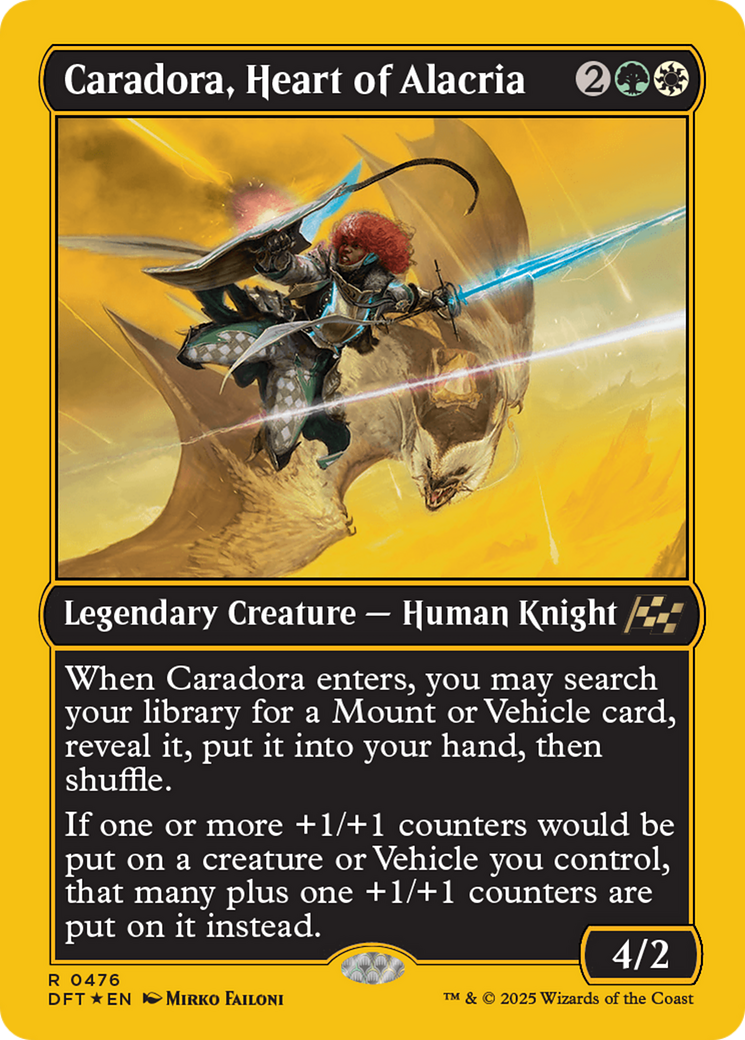 Caradora, Heart of Alacria 2
Legendary Creature — Human Knight
When Caradora enters, you may search
your library for a Mount or Vehicle card,
reveal it, put it into your hand, then
shuffle.
If one or more +1/+1 counters would be
put on a creature or Vehicle you control,
that many plus one +1/+1 counters are
put on it instead.
4/2
R 0476
DFT★EN Mirko Failoni
™ & © 2025 Wizards of the Coast